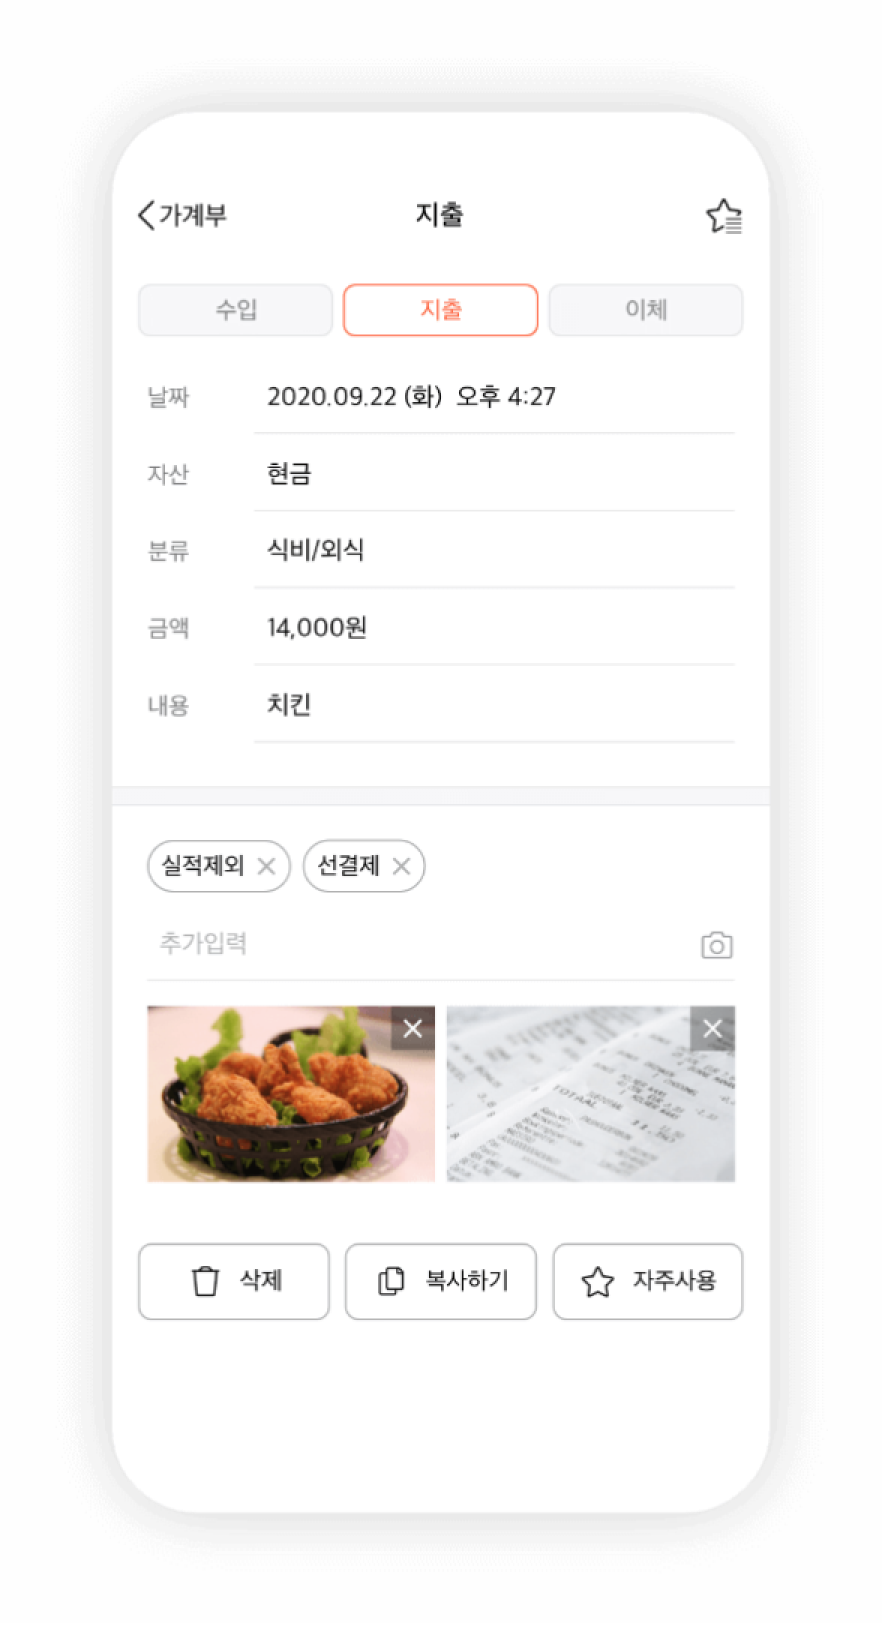 가계부 지출
수입 지출 이체
날짜 2020.09.22 (화) 오후 4:27
자산 현금
분류 식비/외식
금액 14,000원
내용 치킨
실적제외 선결제
추가입력
TOTAAL
삭제 복사하기 자주사용